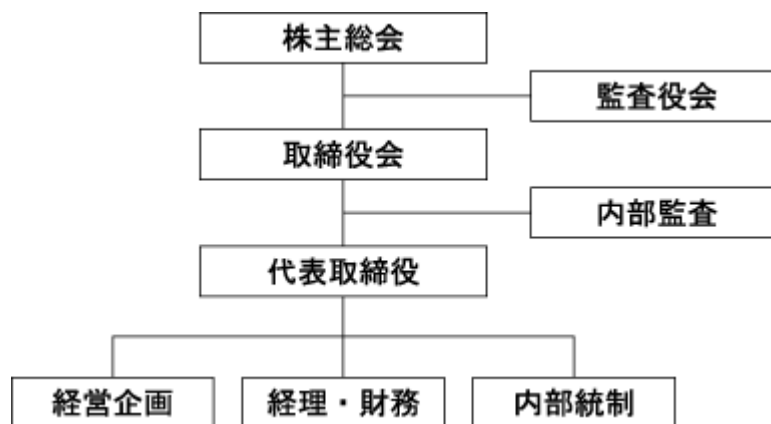 株主総会
監査役会
取締役会
内部監査
代表取締役
経営企画
経理・財務
内部統制